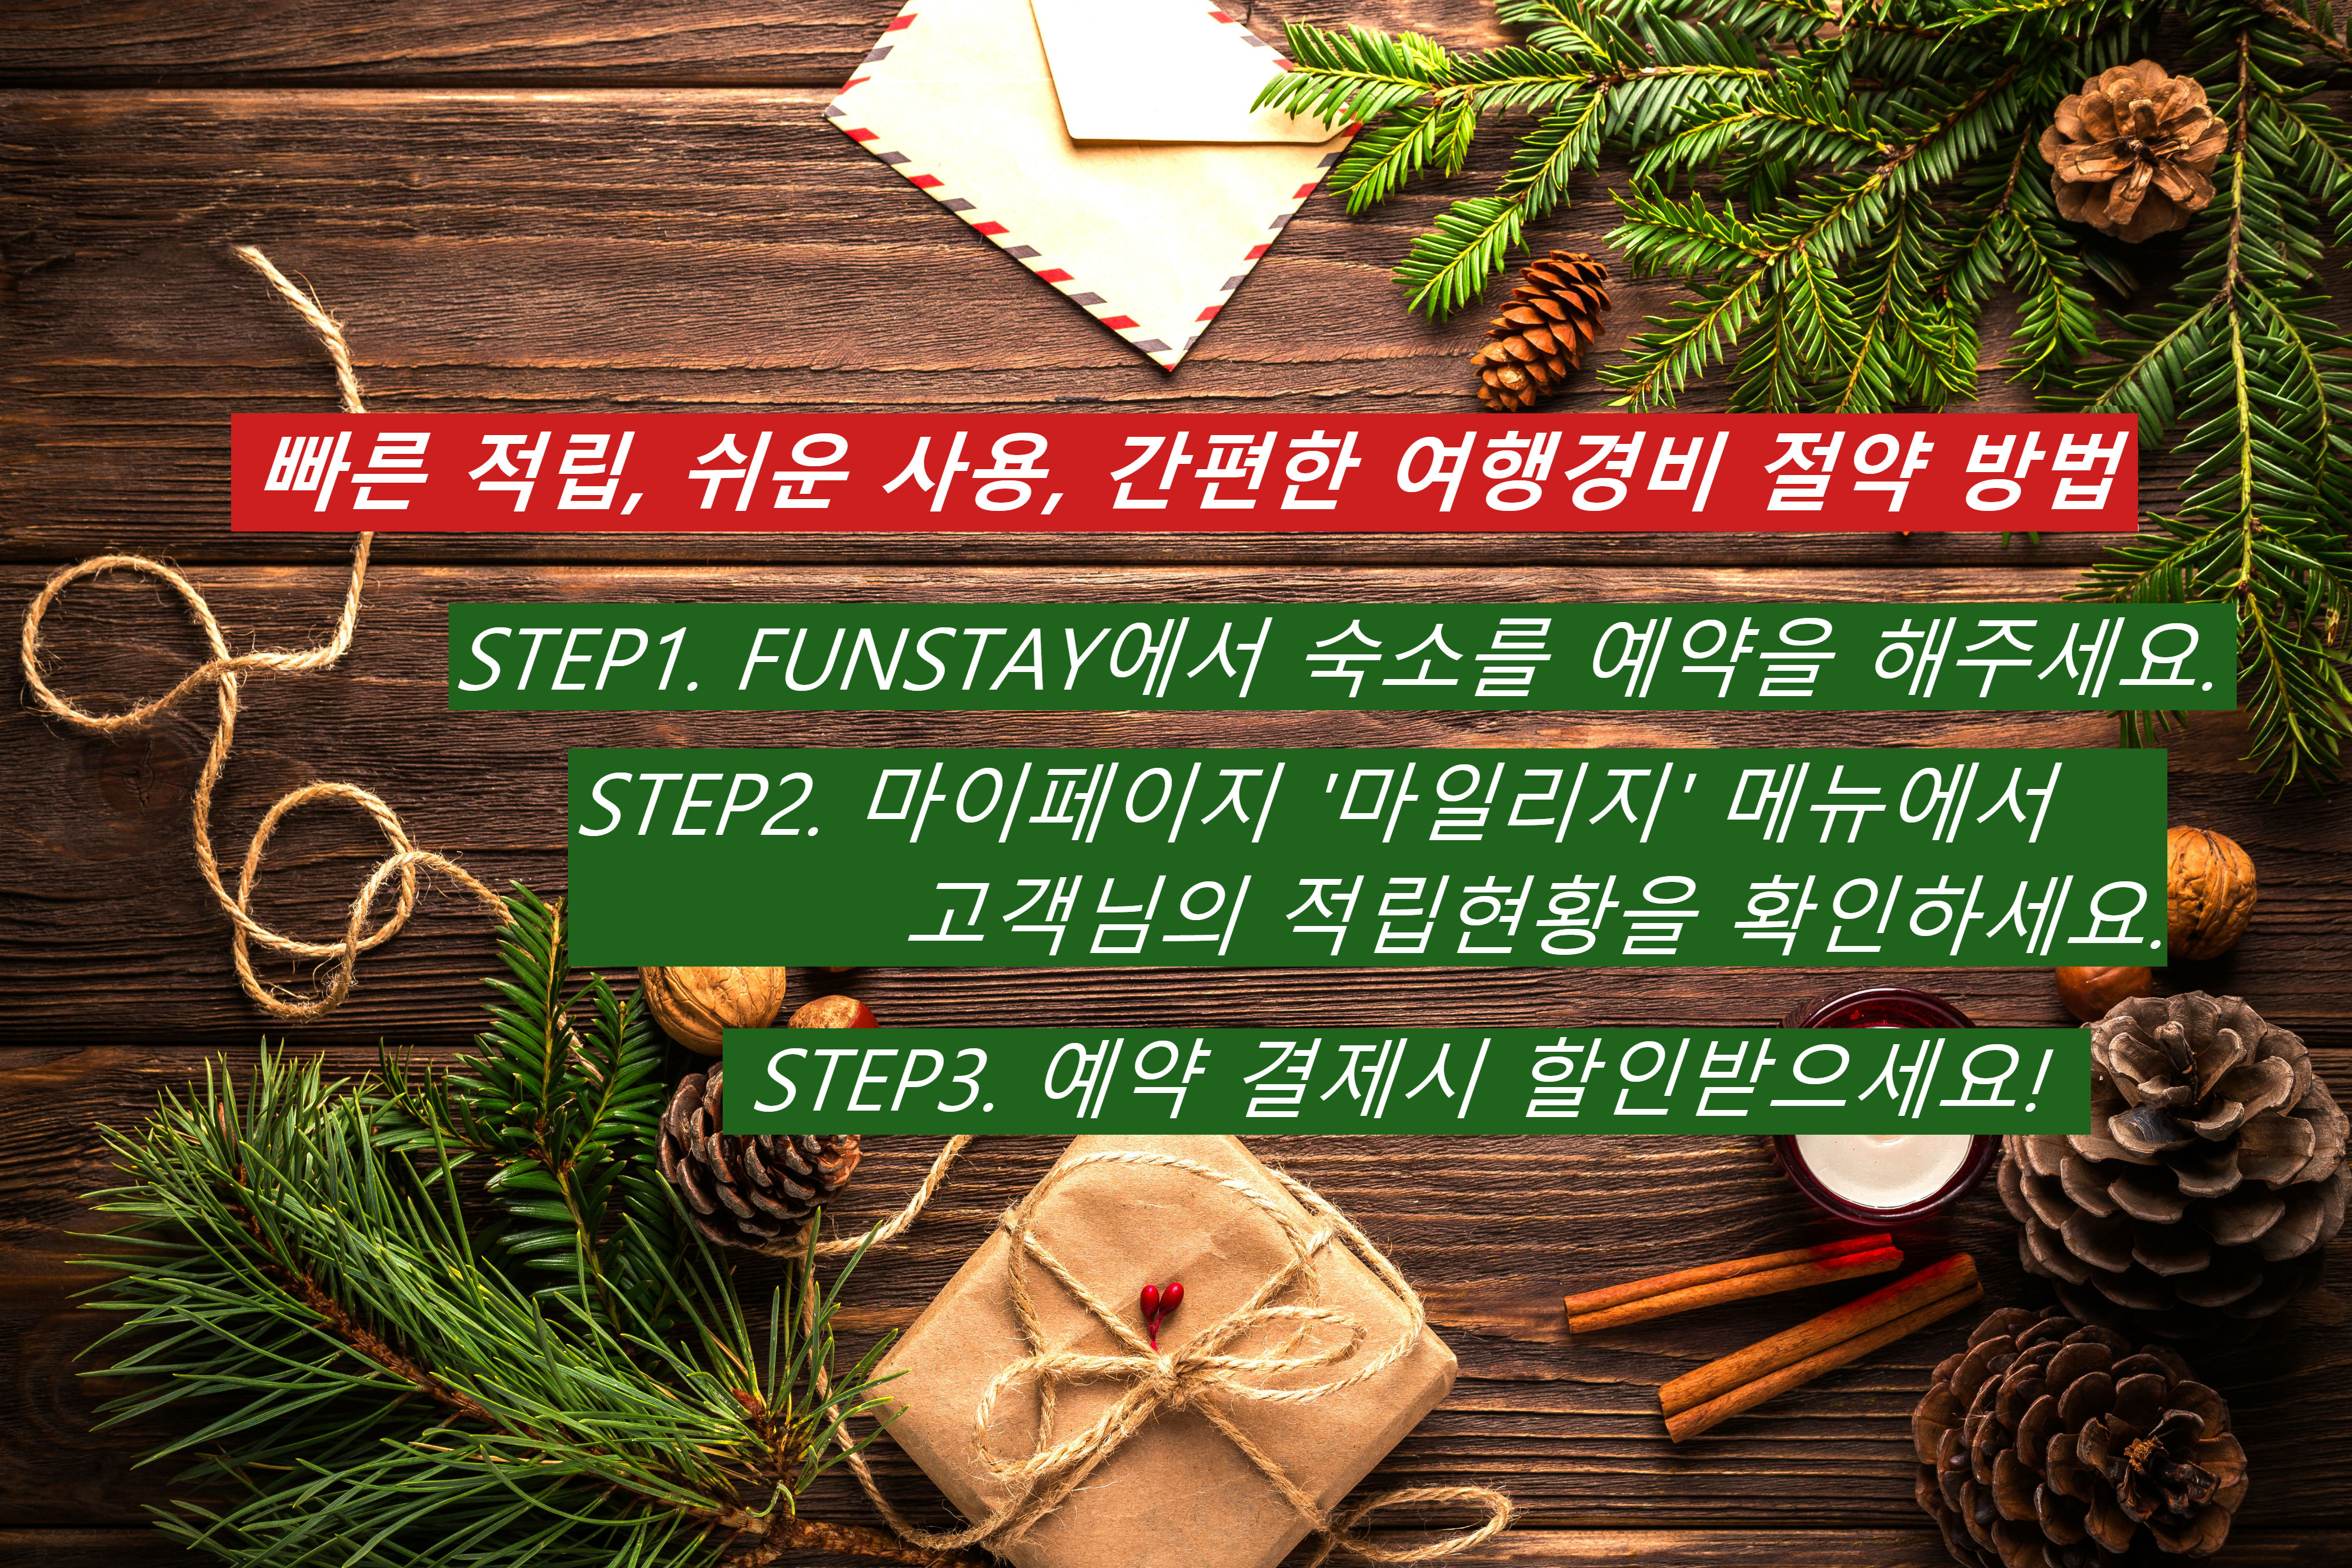 빠른 적립, 쉬운 사용, 간편한 여행경비 절약 방법
STEP1. FUNSTAY에서 숙소를 예약을 해주세요.
STEP2. 마이페이지 '마일리지' 메뉴에서
고객님의 적립현황을 확인하세요.
STEP3. 예약 결제시 할인받으세요!